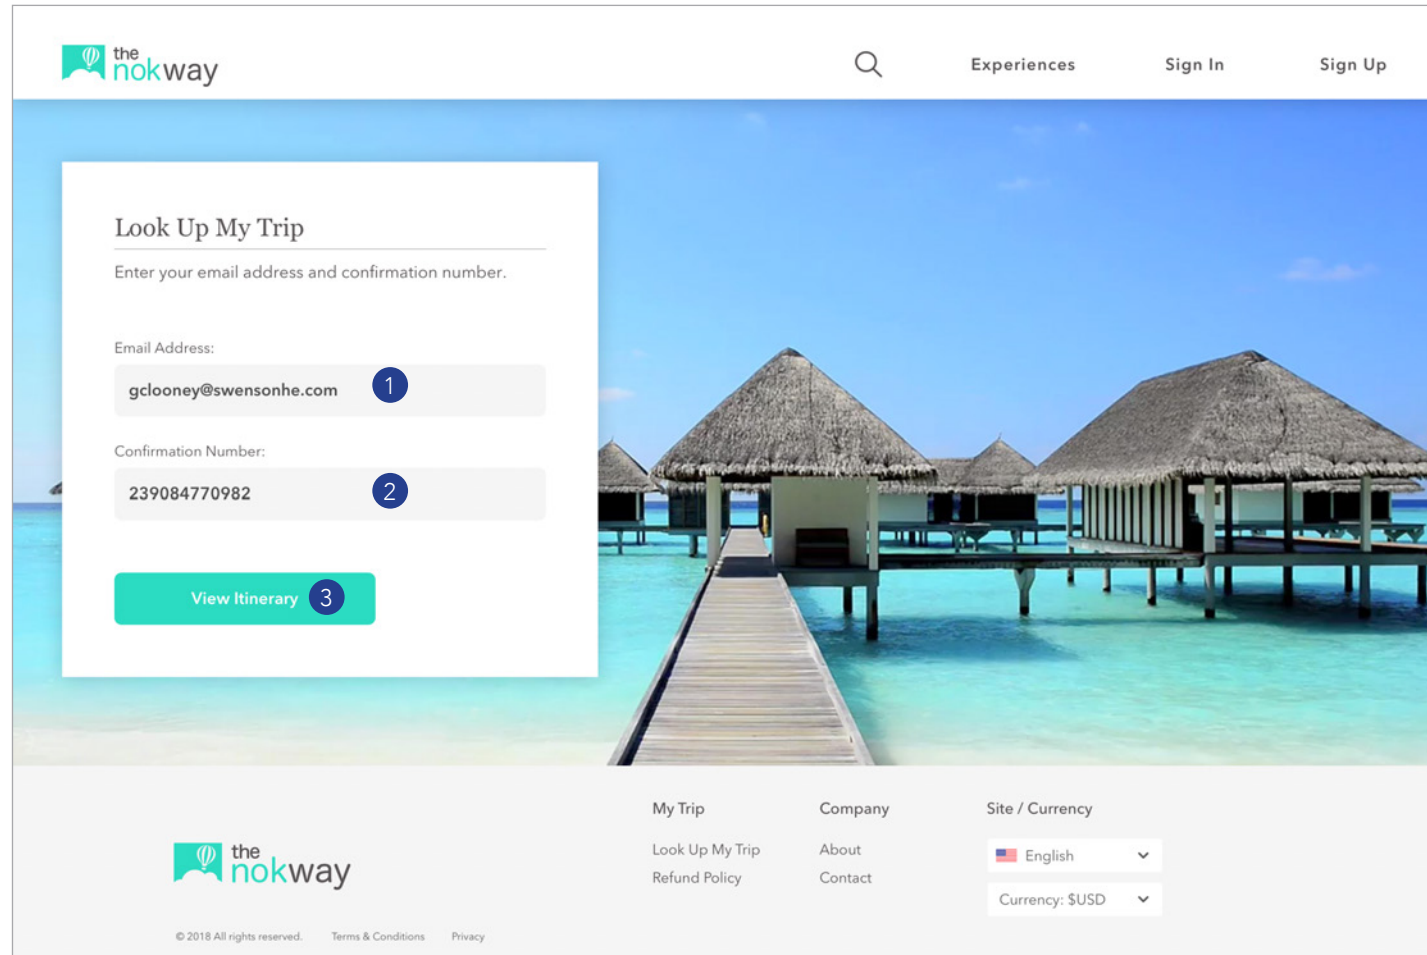 the
nokway
Experiences
Sign In
Sign Up
Look Up My Trip
Enter your email address and confirmation number.
Email Address:
gclooney@swensonhe.com
1
Confirmation Number:
239084770982
2
View Itinerary
3
the
nokway
© 2018 All rights reserved.
Terms & Conditions
Privacy
My Trip
Look Up My Trip
Refund Policy
Company
About
Contact
Site / Currency
English
Currency: $USD